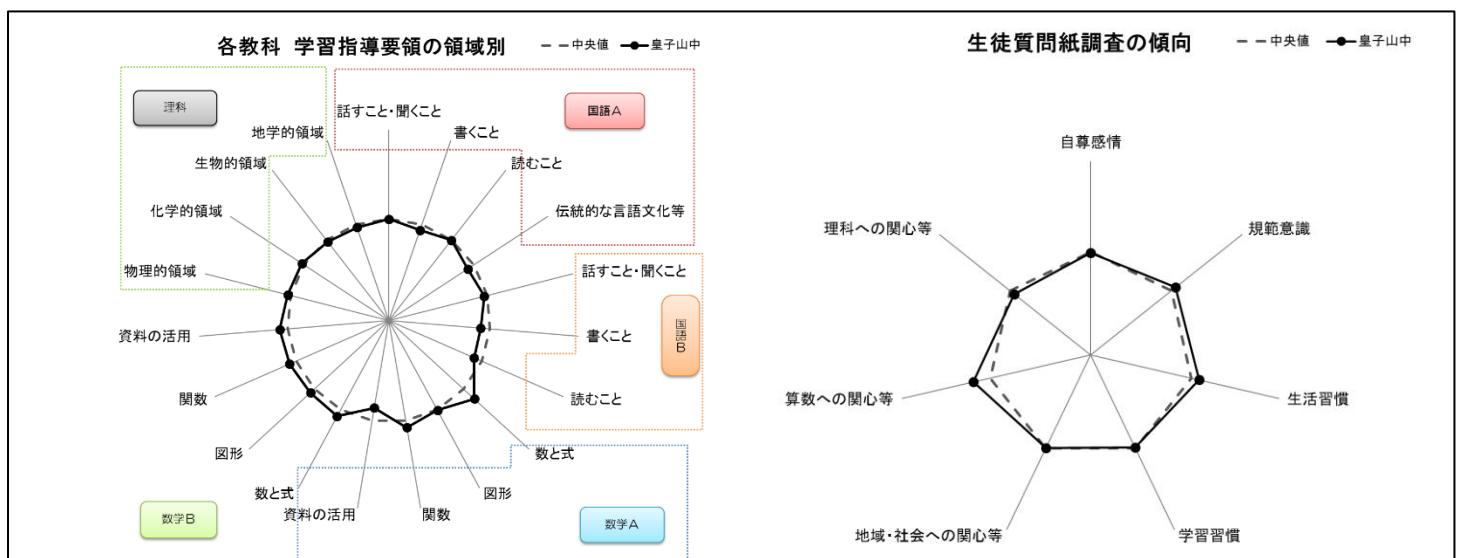 各教科 学習指導要領の領域別
中央値
皇子山中
理科
国語A
話すこと・聞くこと
書くこと
読むこと
伝統的な言語文化等
国語B
話すこと・聞くこと
書くこと
読むこと
数と式
図形
関数
資料の活用
数学A
数と式
図形
関数
資料の活用
数学B
物理的領域
化学的領域
生物的領域
地学的領域
生徒質問紙調査の傾向
中央値
皇子山中
自尊感情
規範意識
生活習慣
学習習慣
地域・社会への関心等
算数への関心等
理科への関心等